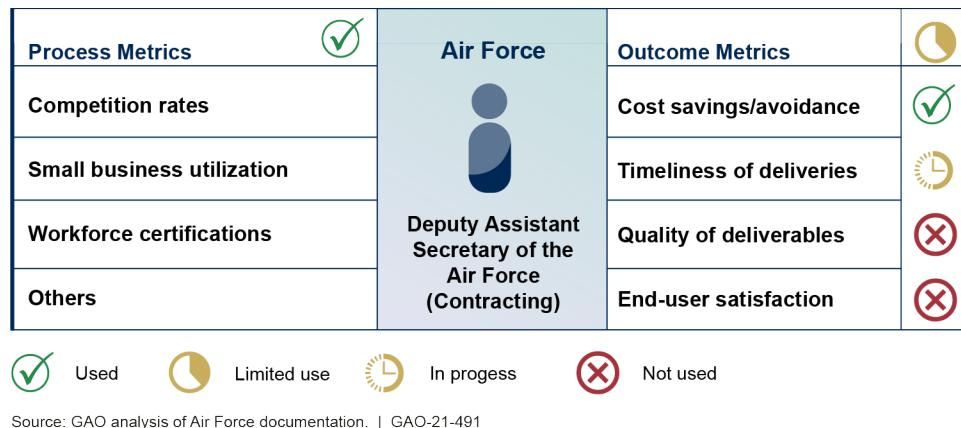 Process Metrics
Competition rates
Small business utilization
Workforce certifications
Others
Air Force
Deputy Assistant
Secretary of the
Air Force
(Contracting)
Outcome Metrics
Cost savings/avoidance
Timeliness of deliveries
Quality of deliverables
End-user satisfaction
Used
Limited use
In progess
Not used
Source: GAO analysis of Air Force documentation. | GAO-21-491